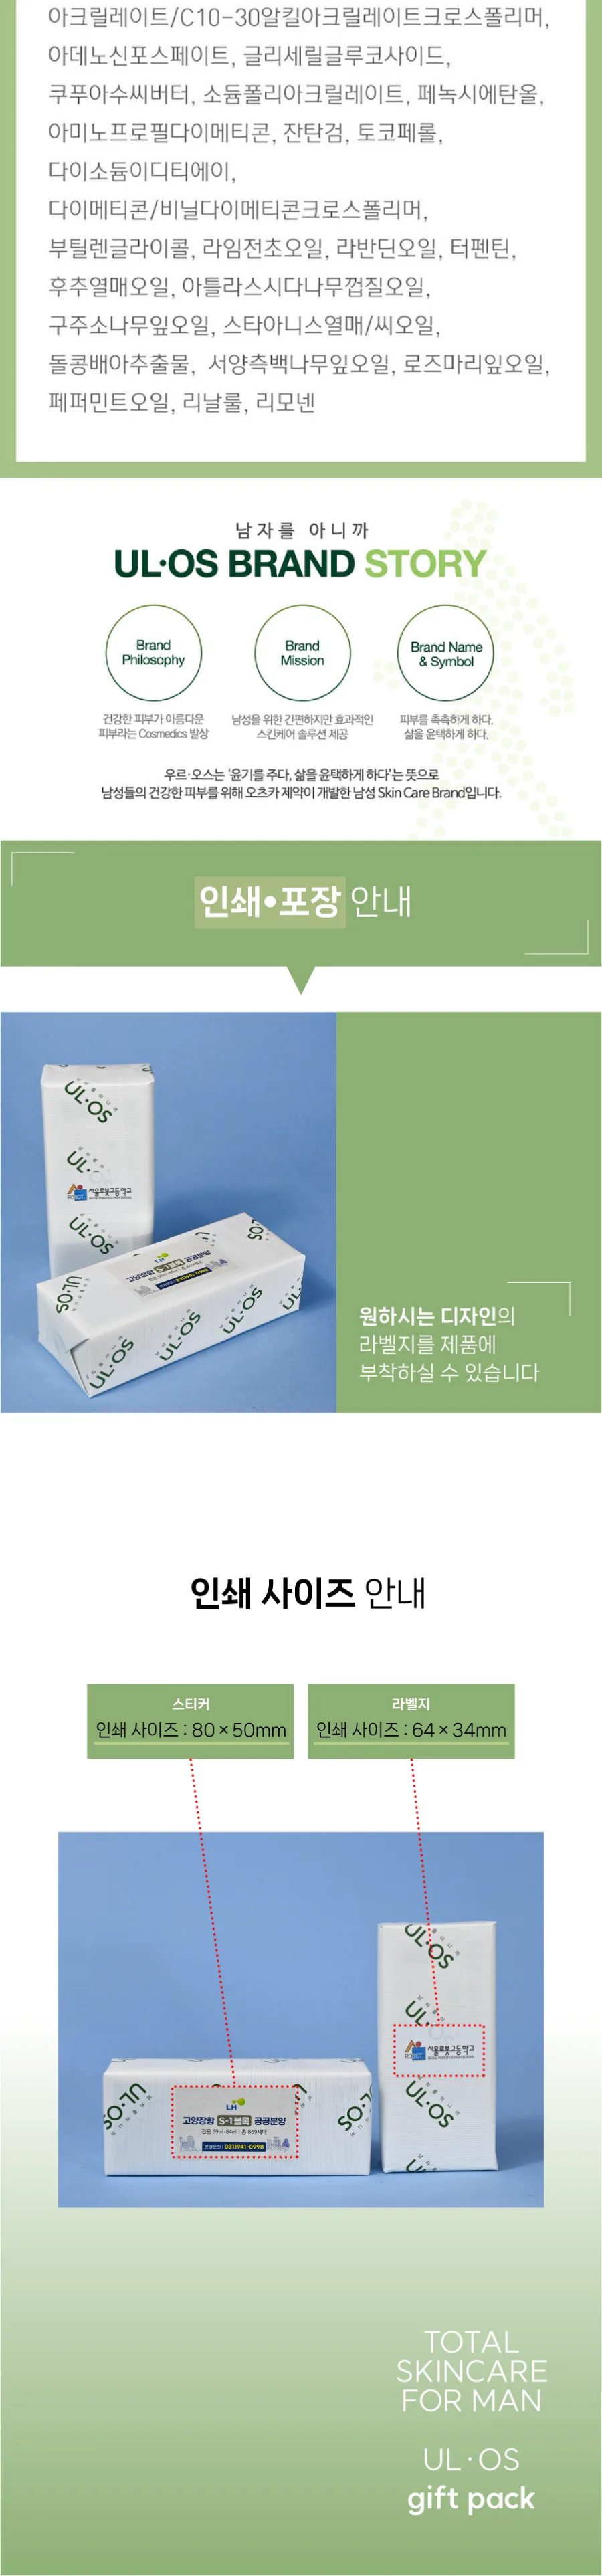 아크릴레이트/C10-30알킬아크릴레이트크로스폴리머,
아데노신포스페이트, 글리세릴글루코사이드,
쿠푸아수씨버터, 소듐폴리아크릴레이트, 페녹시에탄올,
아미노프로필다이메티콘, 잔탄검, 토코페롤,
다이소듐이디티에이,
다이메티콘/비닐다이메티콘크로스폴리머,
부틸렌글라이콜, 라임전초오일, 라반딘오일, 터펜틴,
후추열매오일, 아틀라스시다나무껍질오일,
구주소나무잎오일, 스타아니스열매/씨오일,
돌콩배아추출물, 서양측백나무잎오일, 로즈마리잎오일,
페퍼민트오일, 리날룰, 리모넨
남자를 아니까
UL·OS BRAND STORY
Brand
Philosophy
Brand
Mission
Brand Name
& Symbol
건강한 피부가 아름다운
피부라는 Cosmedics 발상
남성을 위한 간편하지만 효과적인
스킨케어 솔루션 제공
피부를 촉촉하게 하다.
삶을 윤택하게 하다.
우르·오스는 '윤기를 주다, 삶을 윤택하게 하다'는 뜻으로
남성들의 건강한 피부를 위해 오츠카 제약이 개발한 남성 Skin Care Brand입니다.
인쇄•포장 안내
UL·OS
UL·
서울로봇고등학교
UL·OS
LH
고양장항 S-1블록 공공분양
UL·OS
UL·OS
UL·OS
UL·OS
원하시는 디자인의
라벨지를 제품에
부착하실 수 있습니다
인쇄 사이즈 안내
스티커
인쇄 사이즈 : 80 × 50mm
라벨지
인쇄 사이즈 : 64 × 34mm
UL·OS
UL·
서울로봇고등학교
UL·OS
LH
고양장항 S-1블록 공공분양
031)941-0998
TOTAL
SKINCARE
FOR MAN
UL·OS
gift pack